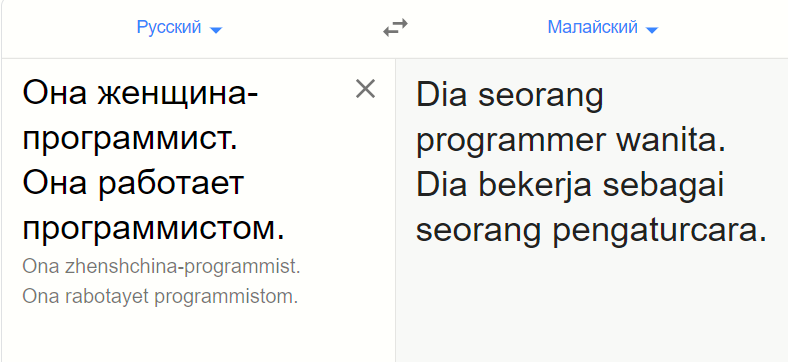 Русский
Малайский
Она женщина-
программист.
Она работает
программистом.
Ona zhenshchina-programmist.
Ona rabotayet programmistom.
Dia seorang
programmer wanita.
Dia bekerja sebagai
seorang pengaturcara.